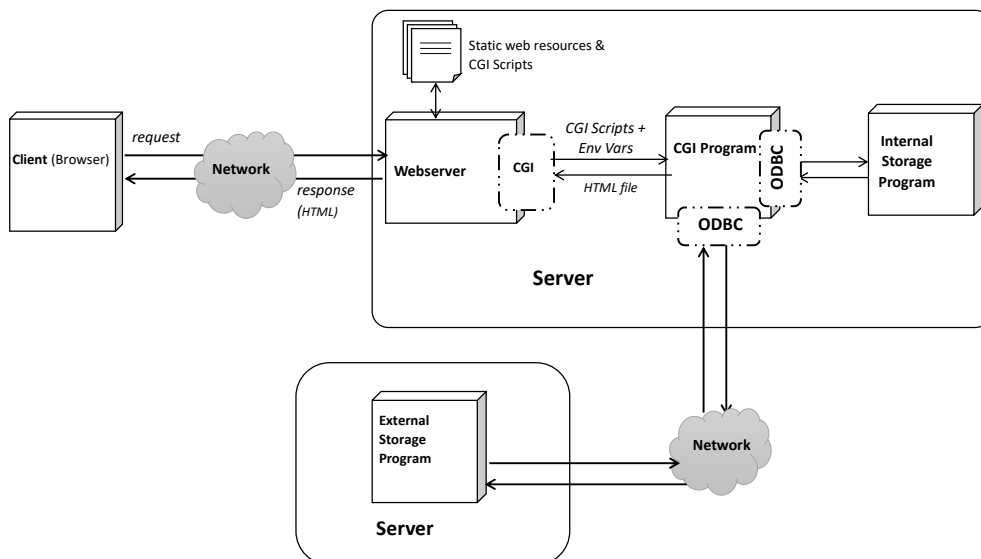 Static web resources &
CGI Scripts
request
Client (Browser)
Network
response
(HTML)
Webserver
CGI
CGI Scripts +
Env Vars
HTML file
CGI Program
ODBC
ODBC
Internal
Storage
Program
Server
External
Storage
Program
Network
Server